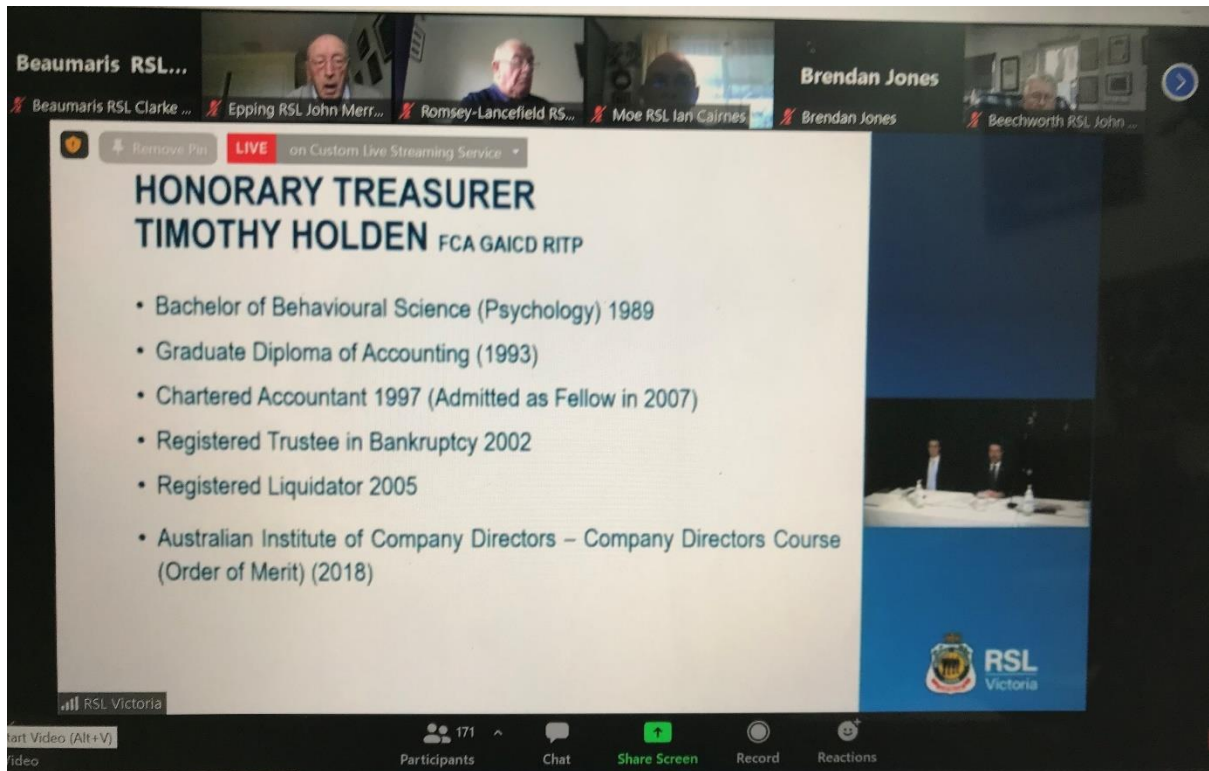 Beaumaris RSL...
Beaumaris RSL Clarke ...
Epping RSL John Merr...
Romsey-Lancefield RS...
Moe RSL Ian Cairnes
Brendan Jones
Brendan Jones
Beechworth RSL John ...
Remove Pin
LIVE on Custom Live Streaming Service
HONORARY TREASURER
TIMOTHY HOLDEN FCA GAICD RITP
• Bachelor of Behavioural Science (Psychology) 1989
• Graduate Diploma of Accounting (1993)
• Chartered Accountant 1997 (Admitted as Fellow in 2007)
• Registered Trustee in Bankruptcy 2002
• Registered Liquidator 2005
• Australian Institute of Company Directors – Company Directors Course
(Order of Merit) (2018)
RSL
Victoria
RSL Victoria
tart Video (Alt+V)
Video
171
Participants
Chat
Share Screen
Record
Reactions